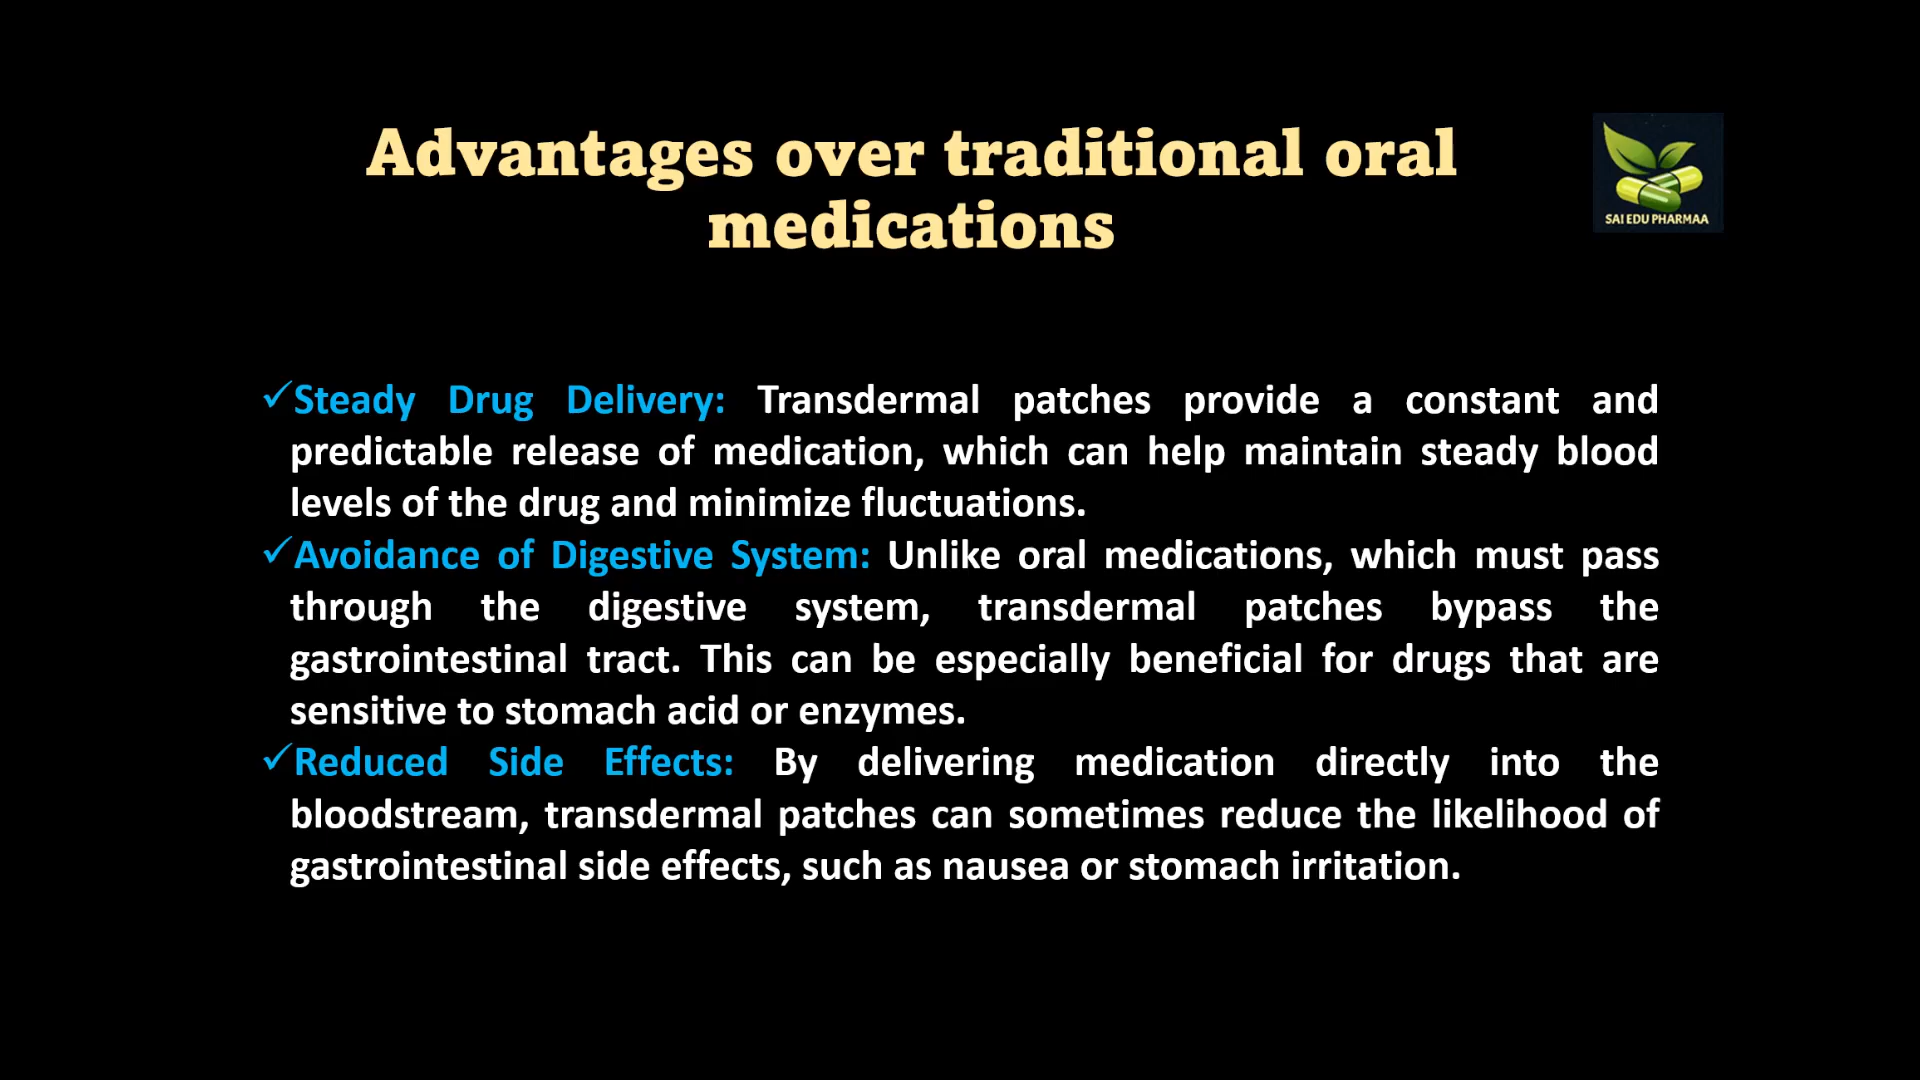 Advantages over traditional oral
medications
SAI EDU PHARMAA
✓Steady Drug Delivery: Transdermal patches provide a constant and
predictable release of medication, which can help maintain steady blood
levels of the drug and minimize fluctuations.
✓Avoidance of Digestive System: Unlike oral medications, which must pass
through the digestive system, transdermal patches bypass the
gastrointestinal tract. This can be especially beneficial for drugs that are
sensitive to stomach acid or enzymes.
✓Reduced Side Effects: By delivering medication directly into the
bloodstream, transdermal patches can sometimes reduce the likelihood of
gastrointestinal side effects, such as nausea or stomach irritation.